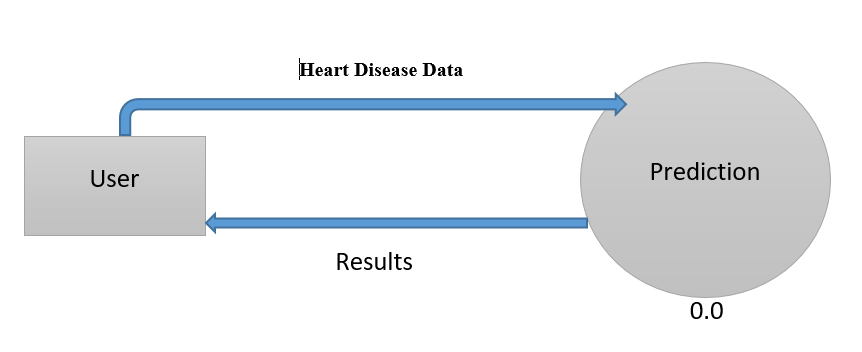 Heart Disease Data
User
Prediction
Results
0.0